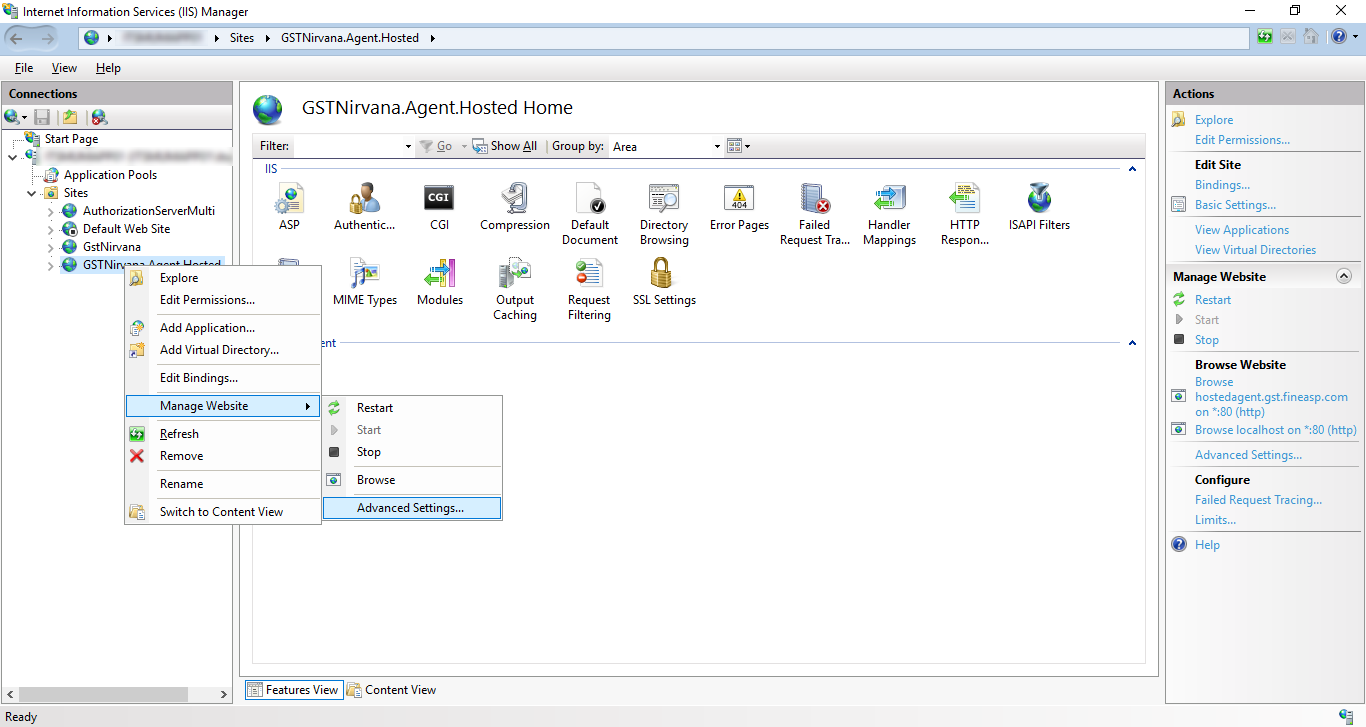 Internet Information Services (IIS) Manager
Sites
GSTNirvana.Agent.Hosted
File View Help
Connections
Start Page
Application Pools
Sites
AuthorizationServerMulti
Default Web Site
GstNirvana
GSTNirvana.Agent.Hosted
Explore
Edit Permissions...
Add Application...
Add Virtual Directory...
Edit Bindings...
Manage Website
Refresh
Remove
Rename
Switch to Content View
Restart
Start
Stop
Browse
Advanced Settings...
GSTNirvana.Agent.Hosted Home
Filter: Go Show All Group by: Area
IIS
ASP
Authentic...
CGI
CGI
Compression
Default
Document
Directory
Browsing
404
Error Pages
Failed
Request Tra...
Handler
Mappings
HTTP
Respon...
ISAPI Filters
MIME Types
Modules
Output
Caching
Request
Filtering
SSL Settings
ent
Features View
Content View
Actions
Explore
Edit Permissions...
Edit Site
Bindings...
Basic Settings...
View Applications
View Virtual Directories
Manage Website
Restart
Start
Stop
Browse Website
Browse
hostedagent.gst.fineasp.com
on *:80 (http)
Browse localhost on *:80 (http)
Advanced Settings...
Configure
Failed Request Tracing...
Limits...
Help
Ready